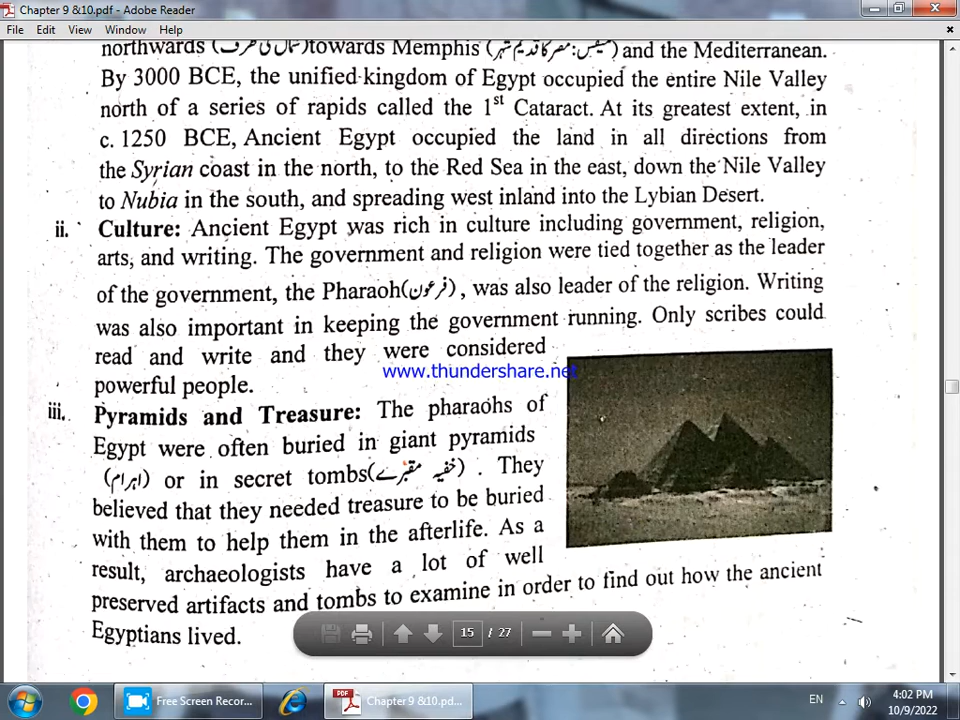 Chapter 9 &10.pdf - Adobe Reader
File Edit View Window Help
northwards (شمال کی طرف) towards Memphis (میمفس: مصر کا قدیم شہر) and the Mediterranean.
By 3000 BCE, the unified kingdom of Egypt occupied the entire Nile Valley
north of a series of rapids called the 1st Cataract. At its greatest extent, in
c. 1250 BCE, Ancient Egypt occupied the land in all directions from
the Syrian coast in the north, to the Red Sea in the east, down the Nile Valley
to Nubia in the south, and spreading west inland into the Lybian Desert.
ii. Culture: Ancient Egypt was rich in culture including government, religion,
arts, and writing. The government and religion were tied together as the leader
of the government, the Pharaoh(فرعون), was also leader of the religion. Writing
was also important in keeping the government running. Only scribes could
read and write and they were considered
www.thundershare.net
powerful people.
iii. Pyramids and Treasure: The pharaohs of
Egypt were often buried in giant pyramids
(اہرام) or in secret tombs(خفیہ مقبرے) . They
believed that they needed treasure to be buried
with them to help them in the afterlife. As a
result, archaeologists have a lot of well
preserved artifacts and tombs to examine in order to find out how the ancient
Egyptians lived.
15 / 27
Free Screen Recor...
Chapter 9 &10.pd...
EN
4:02 PM
10/9/2022